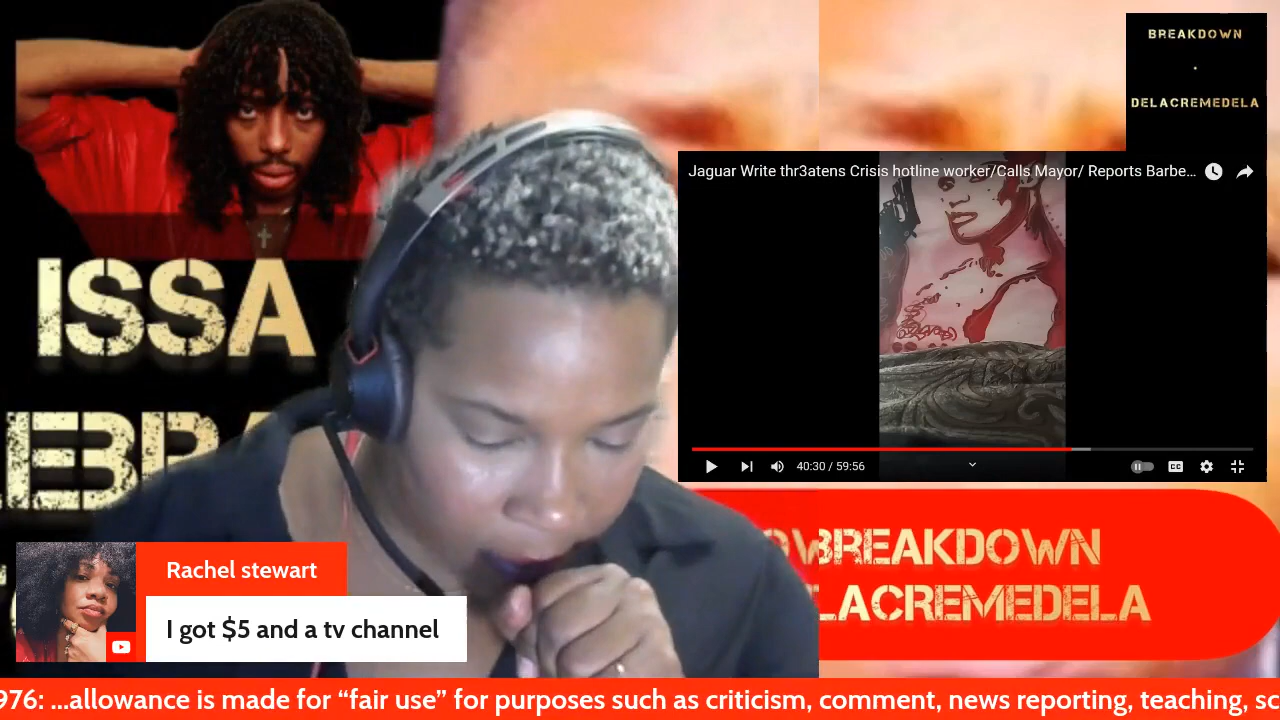 BREAKDOWN
DELACREMEDELA
Jaguar Write thr3atens Crisis hotline worker/Calls Mayor/ Reports Barbe...
ISSA
40:30 / 59:56
CC
BREAKDOWN
LACREMEDELA
Rachel stewart
I got $5 and a tv channel
976: ...allowance is made for “fair use” for purposes such as criticism, comment, news reporting, teaching, sc